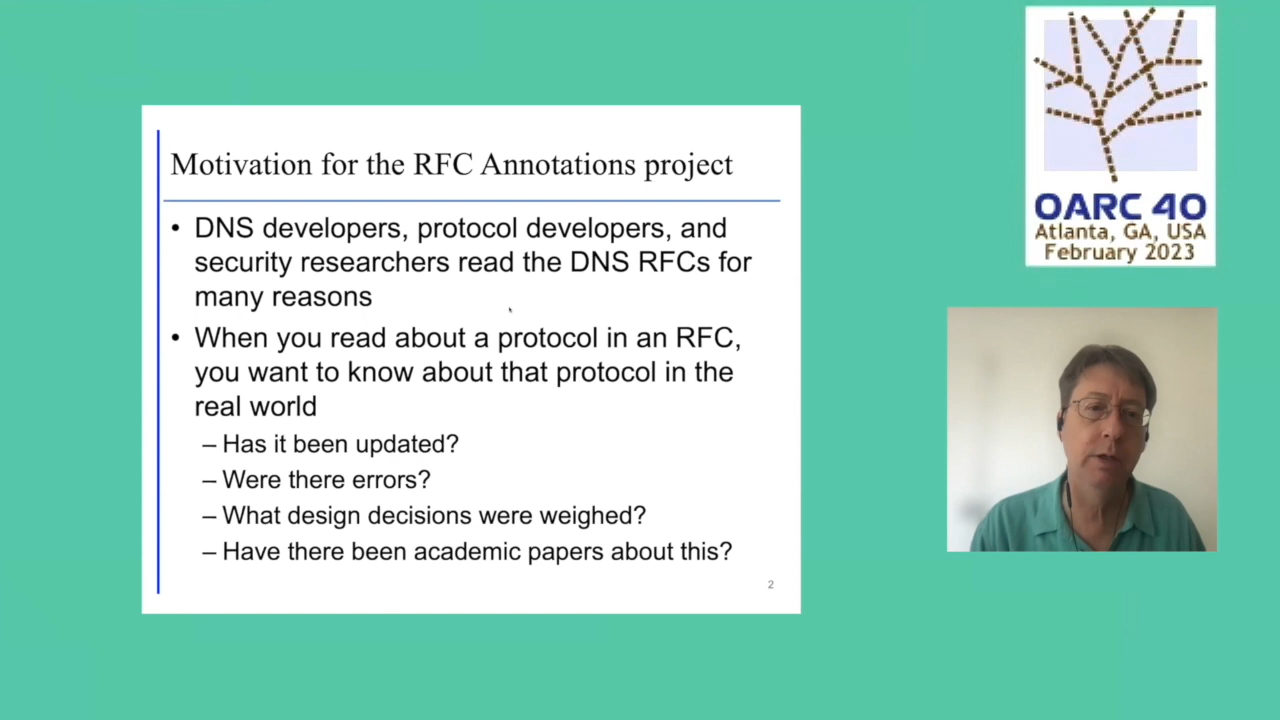 Motivation for the RFC Annotations project
• DNS developers, protocol developers, and
security researchers read the DNS RFCs for
many reasons
• When you read about a protocol in an RFC,
you want to know about that protocol in the
real world
– Has it been updated?
– Were there errors?
– What design decisions were weighed?
– Have there been academic papers about this?
2
OARC 40
Atlanta, GA, USA
February 2023